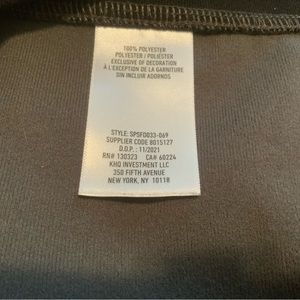 100% POLYESTER
POLYESTER / POLIÉSTER
EXCLUSIVE OF DECORATION
À L'EXCEPTION DE LA GARNITURE
SIN INCLUIR ADORNOS
STYLE: SPSFD033-069
SUPPLIER CODE 8015127
D.O.P. : 11/2021
RN# 130323 CA# 60224
KHQ INVESTMENT LLC
350 FIFTH AVENUE
NEW YORK, NY 10118